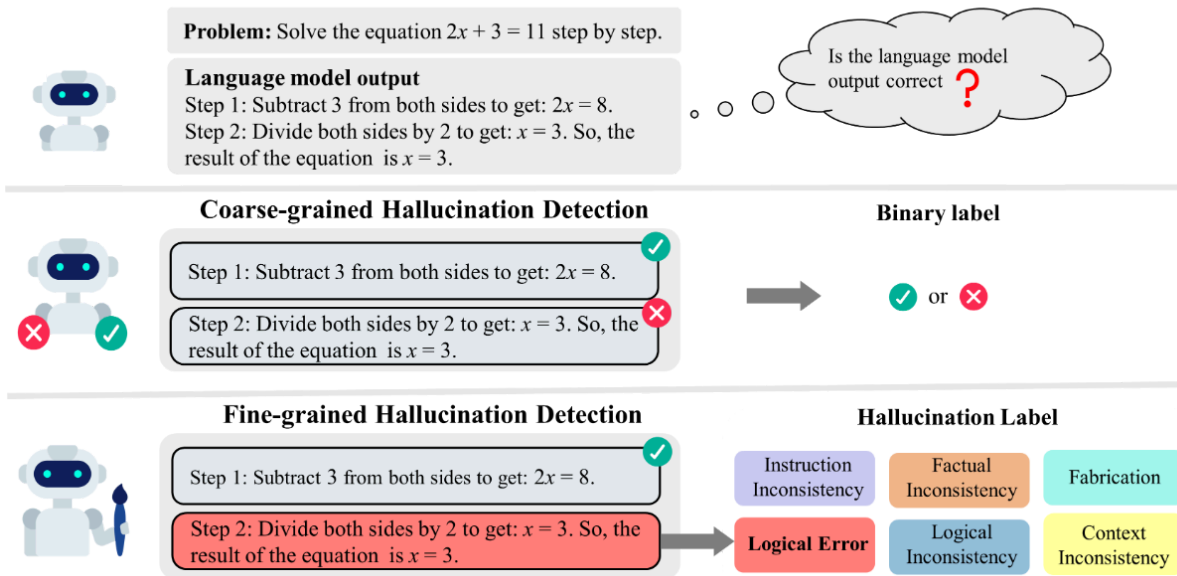 Problem: Solve the equation 2x + 3 = 11 step by step.
Language model output
Step 1: Subtract 3 from both sides to get: 2x = 8.
Step 2: Divide both sides by 2 to get: x = 3. So, the
result of the equation is x = 3.
Is the language model
output correct ?
Coarse-grained Hallucination Detection
Binary label
Step 1: Subtract 3 from both sides to get: 2x = 8.
Step 2: Divide both sides by 2 to get: x = 3. So, the
result of the equation is x = 3.
or
Fine-grained Hallucination Detection
Hallucination Label
Step 1: Subtract 3 from both sides to get: 2x = 8.
Step 2: Divide both sides by 2 to get: x = 3. So, the
result of the equation is x = 3.
Instruction
Inconsistency
Factual
Inconsistency
Fabrication
Logical Error
Logical
Inconsistency
Context
Inconsistency